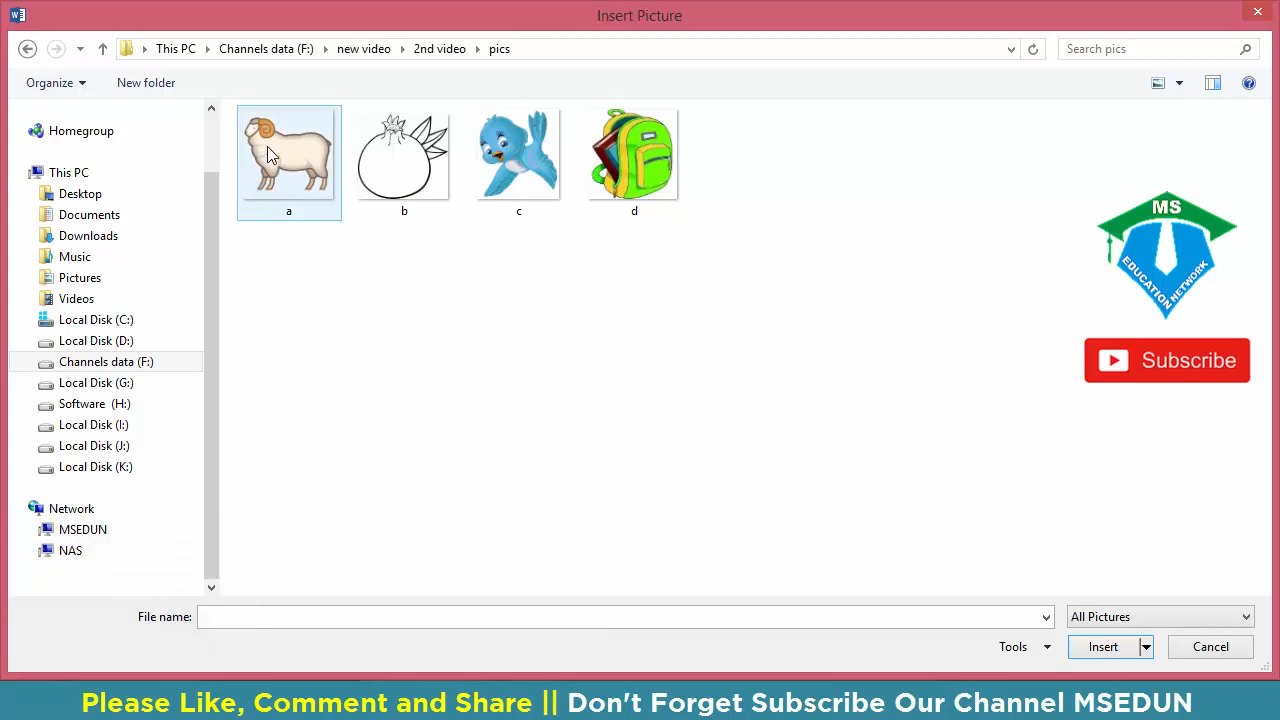 Insert Picture
This PC
Channels data (F:)
new video
2nd video
pics
Search pics
Organize
New folder
Homegroup
This PC
Desktop
Documents
Downloads
Music
Pictures
Videos
Local Disk (C:)
Local Disk (D:)
Channels data (F:)
Local Disk (G:)
Software (H:)
Local Disk (I:)
Local Disk (J:)
Local Disk (K:)
Network
MSEDUN
NAS
a
b
c
d
MS
EDUCATION NETWORK
Subscribe
File name:
All Pictures
Tools
Insert
Cancel
Please Like, Comment and Share || Don't Forget Subscribe Our Channel MSEDUN